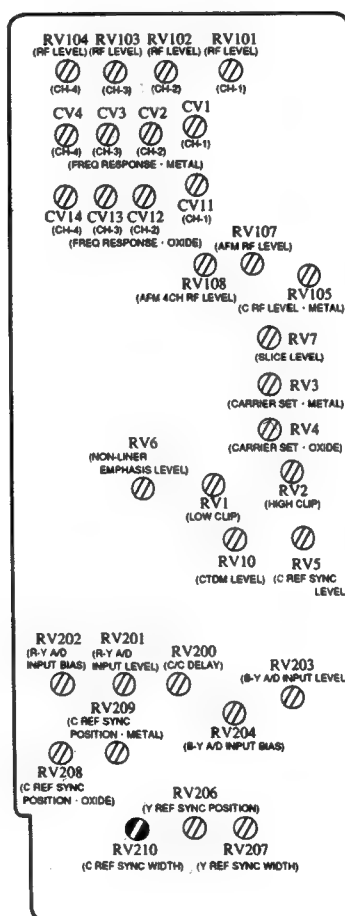 RV104 RV103 RV102 RV101
(RF LEVEL) (RF LEVEL) (RF LEVEL) (RF LEVEL)
(CH-4) (CH-3) (CH-2) (CH-1)
CV4 CV3 CV2 CV1
(CH-4) (CH-3) (CH-2) (CH-1)
(FREQ RESPONSE · METAL)
CV14 CV13 CV12 CV11
(CH-4) (CH-3) (CH-2) (CH-1)
(FREQ RESPONSE · OXIDE)
RV107
(AFM RF LEVEL)
RV108
(AFM 4CH RF LEVEL)
RV105
(C RF LEVEL · METAL)
RV7
(SLICE LEVEL)
RV3
(CARRIER SET · METAL)
RV4
(CARRIER SET · OXIDE)
RV6
(NON-LINER
EMPHASIS LEVEL)
RV1
(LOW CLIP)
RV2
(HIGH CLIP)
RV10
(CTDM LEVEL)
RV5
(C REF SYNC
LEVEL)
RV202
(R-Y A/D
INPUT BIAS)
RV201
(R-Y A/D
INPUT LEVEL)
RV200
(C/C DELAY)
RV203
(B-Y A/D INPUT LEVEL)
RV209
(C REF SYNC
POSITION · METAL)
RV204
(B-Y A/D INPUT BIAS)
RV208
(C REF SYNC
POSITION · OXIDE)
RV206
(Y REF SYNC POSITION)
RV210
(C REF SYNC WIDTH)
RV207
(Y REF SYNC WIDTH)